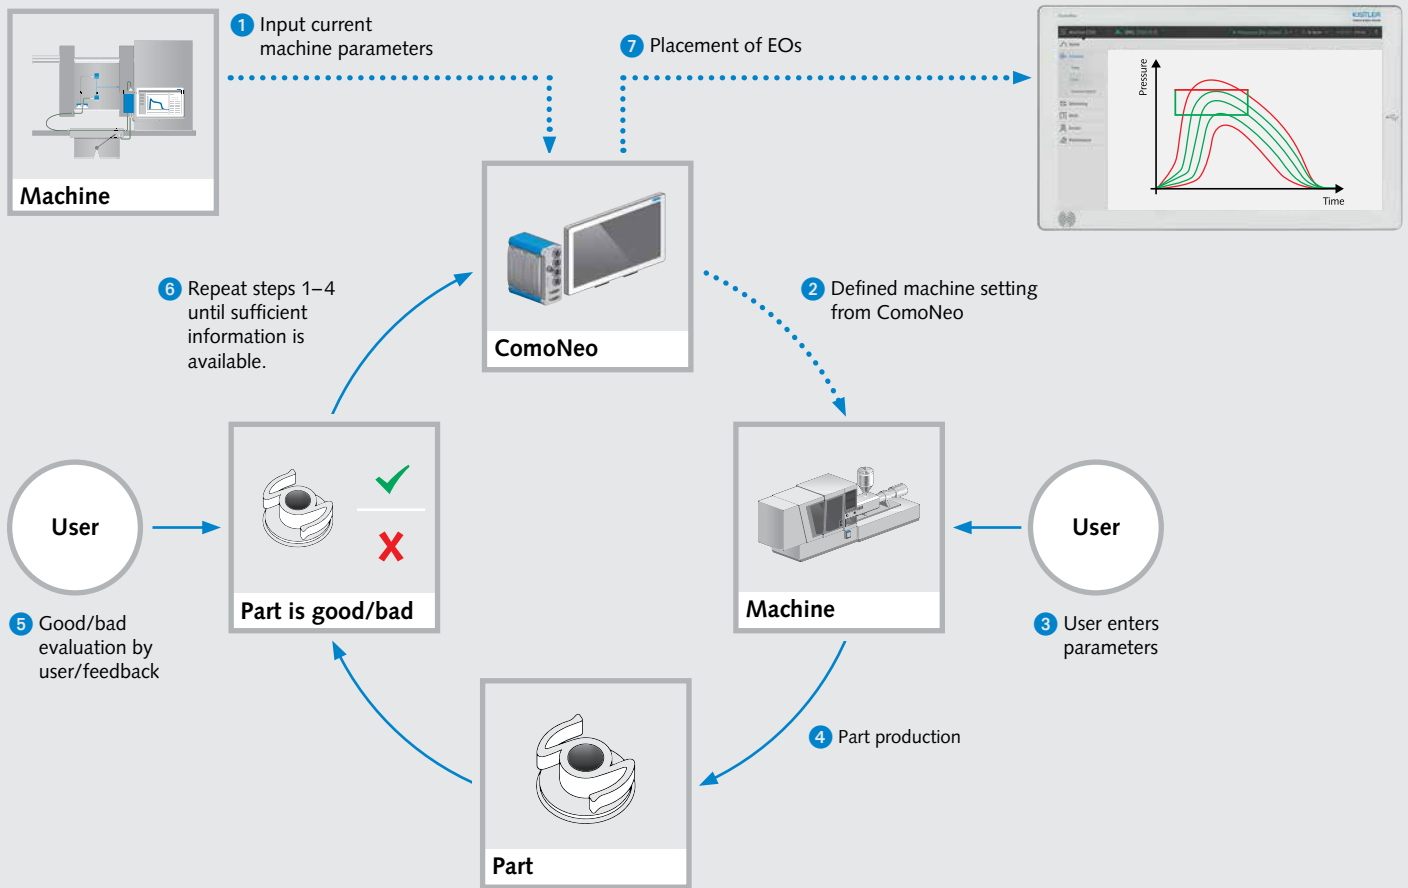 1 Input current
machine parameters
7 Placement of EOs
KISTLER
Pressure
Time
Machine
6 Repeat steps 1–4
until sufficient
information is
available.
2 Defined machine setting
from ComoNeo
ComoNeo
User
Part is good/bad
Machine
User
5 Good/bad
evaluation by
user/feedback
3 User enters
parameters
4 Part production
Part